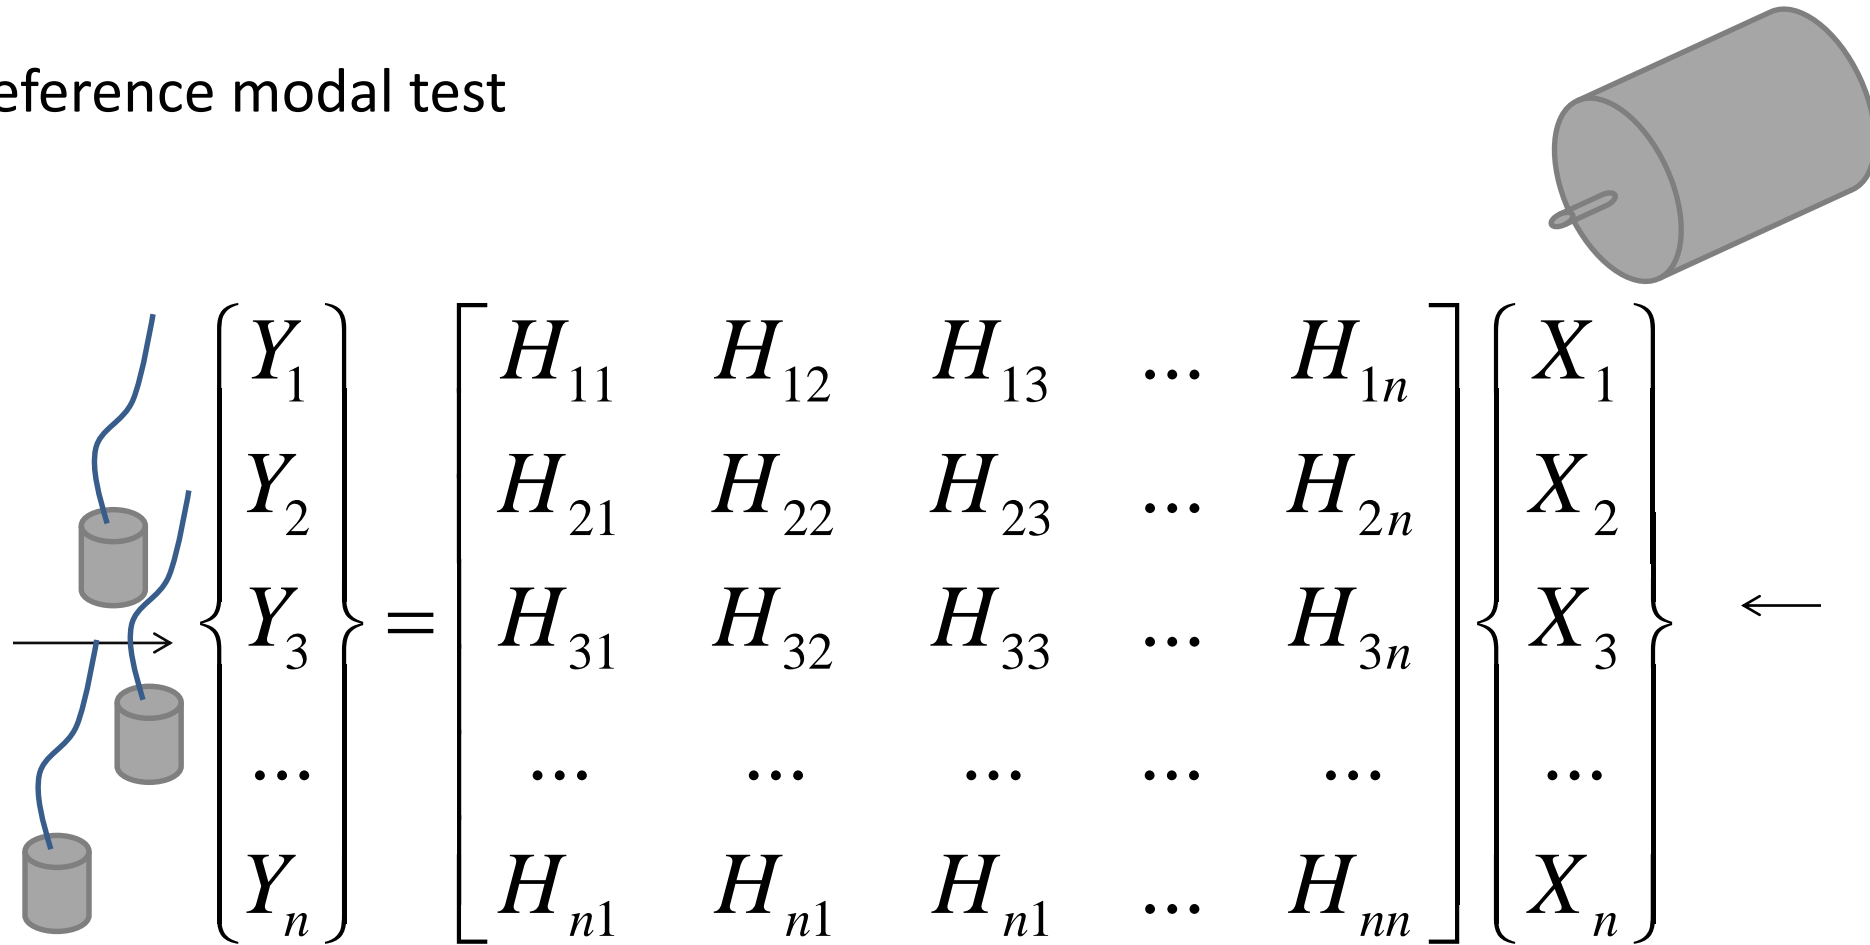 eference modal test
Y₁ H₁₁ H₁₂ H₁₃ ... H₁ₙ X₁
Y₂ H₂₁ H₂₂ H₂₃ ... H₂ₙ X₂
Y₃ = H₃₁ H₃₂ H₃₃ ... H₃ₙ X₃
... ... ... ... ... ... ...
Yₙ Hₙ₁ Hₙ₁ Hₙ₁ ... Hₙₙ Xₙ